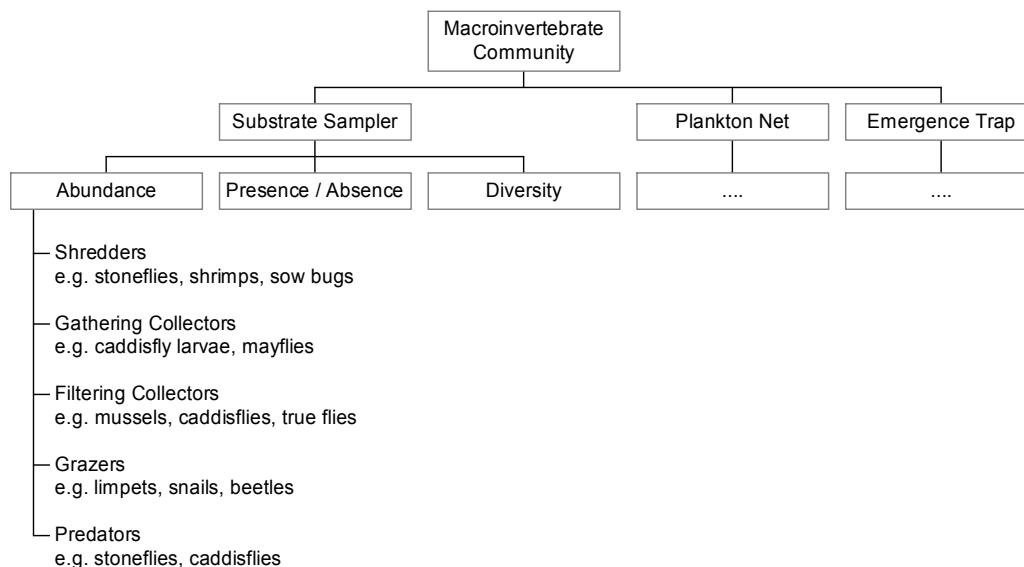 Macroinvertebrate
Community
Substrate Sampler
Plankton Net
Emergence Trap
Abundance
Presence / Absence
Diversity
....
....
Shredders
e.g. stoneflies, shrimps, sow bugs
Gathering Collectors
e.g. caddisfly larvae, mayflies
Filtering Collectors
e.g. mussels, caddisflies, true flies
Grazers
e.g. limpets, snails, beetles
Predators
e.g. stoneflies, caddisflies